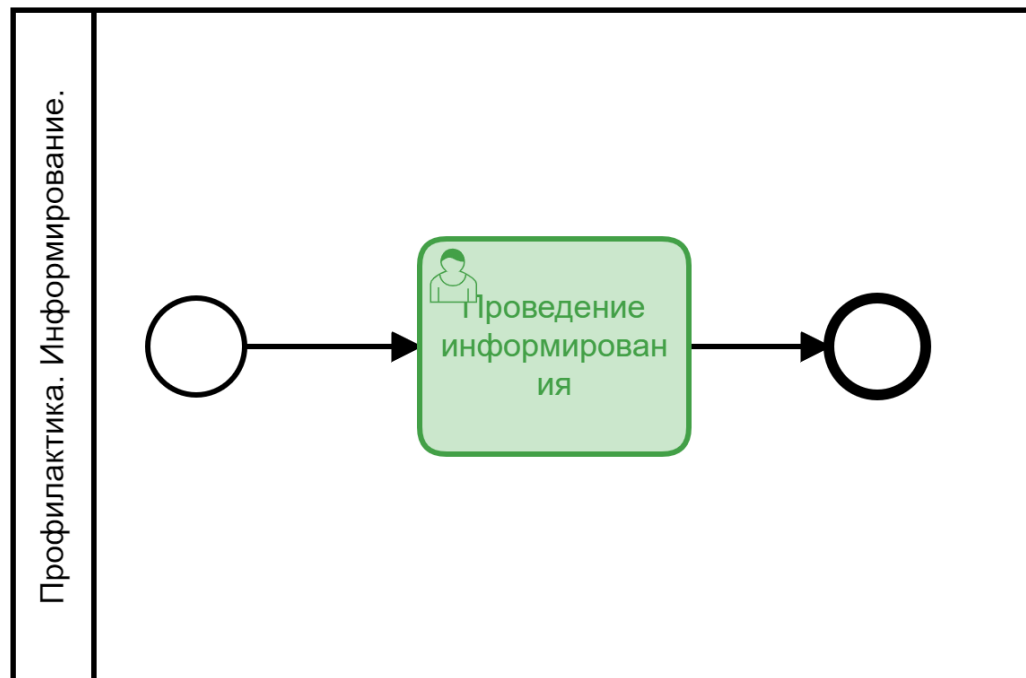 Профилактика. Информирование.
Проведение
информирован
ия